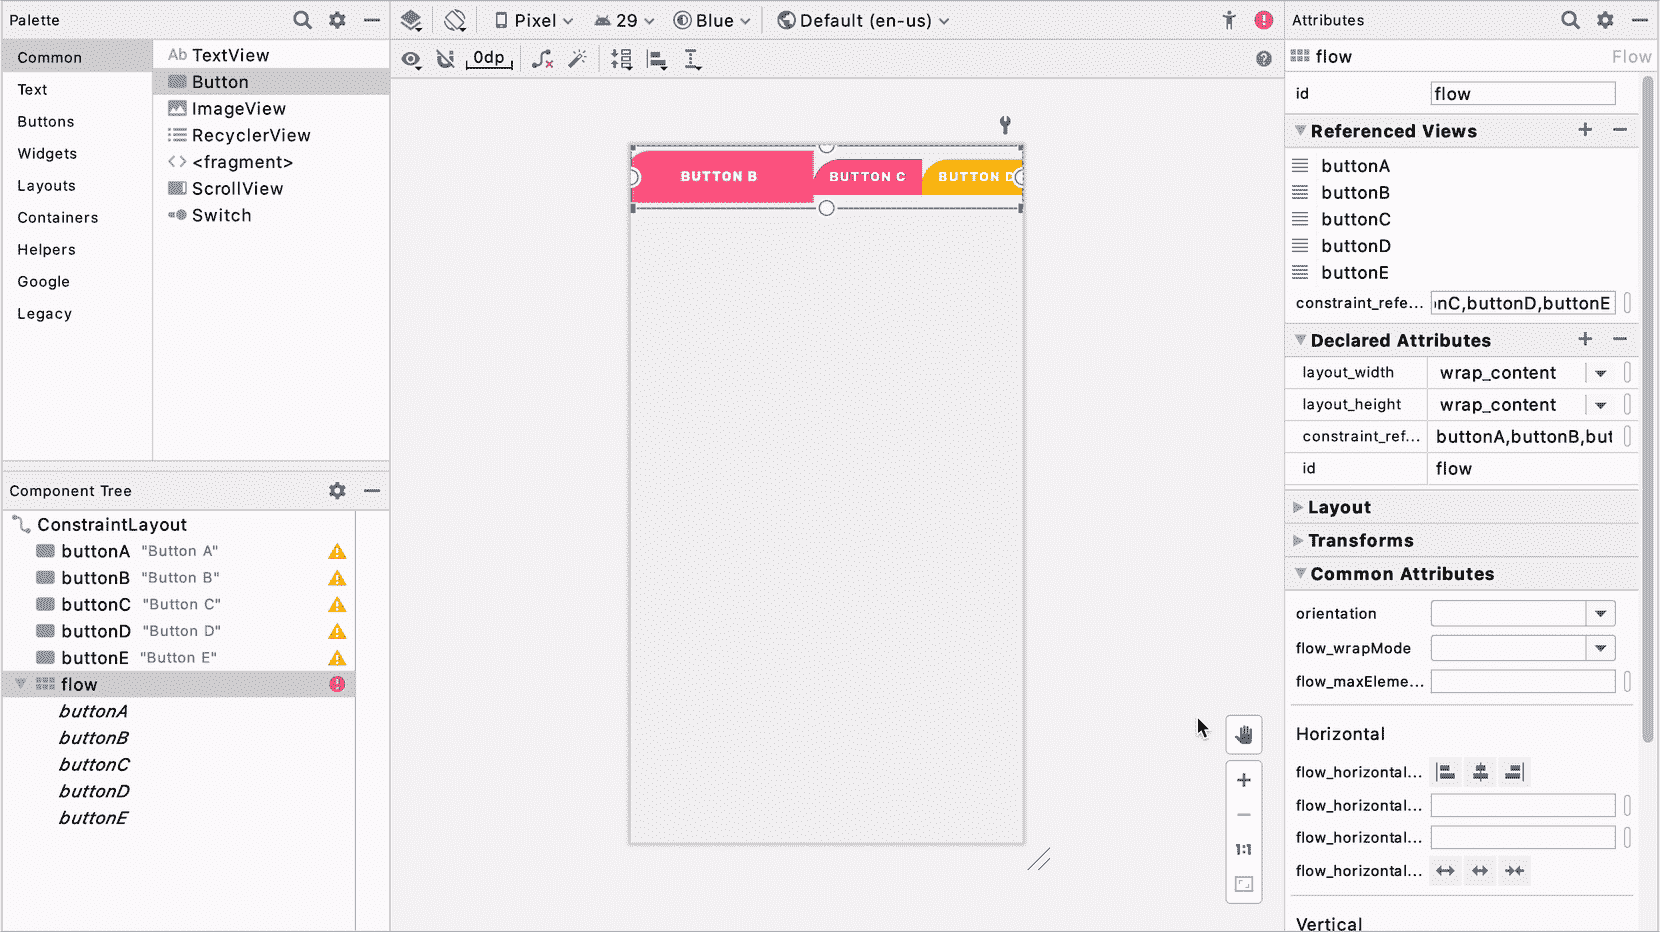 Palette
Common
Text
Buttons
Widgets
Layouts
Containers
Helpers
Google
Legacy
Ab TextView
Button
ImageView
RecyclerView
<fragment>
ScrollView
Switch
Component Tree
ConstraintLayout
buttonA "Button A"
buttonB "Button B"
buttonC "Button C"
buttonD "Button D"
buttonE "Button E"
flow
buttonA
buttonB
buttonC
buttonD
buttonE
Pixel 29 Blue Default (en-us)
0dp
BUTTON B BUTTON C BUTTON D
1:1
Attributes
flow Flow
id flow
Referenced Views
buttonA
buttonB
buttonC
buttonD
buttonE
constraint_refe... nC,buttonD,buttonE
Declared Attributes
layout_width wrap_content
layout_height wrap_content
constraint_ref... buttonA,buttonB,but
id flow
Layout
Transforms
Common Attributes
orientation
flow_wrapMode
flow_maxEleme...
Horizontal
flow_horizontal...
flow_horizontal...
flow_horizontal...
flow_horizontal...
Vertical